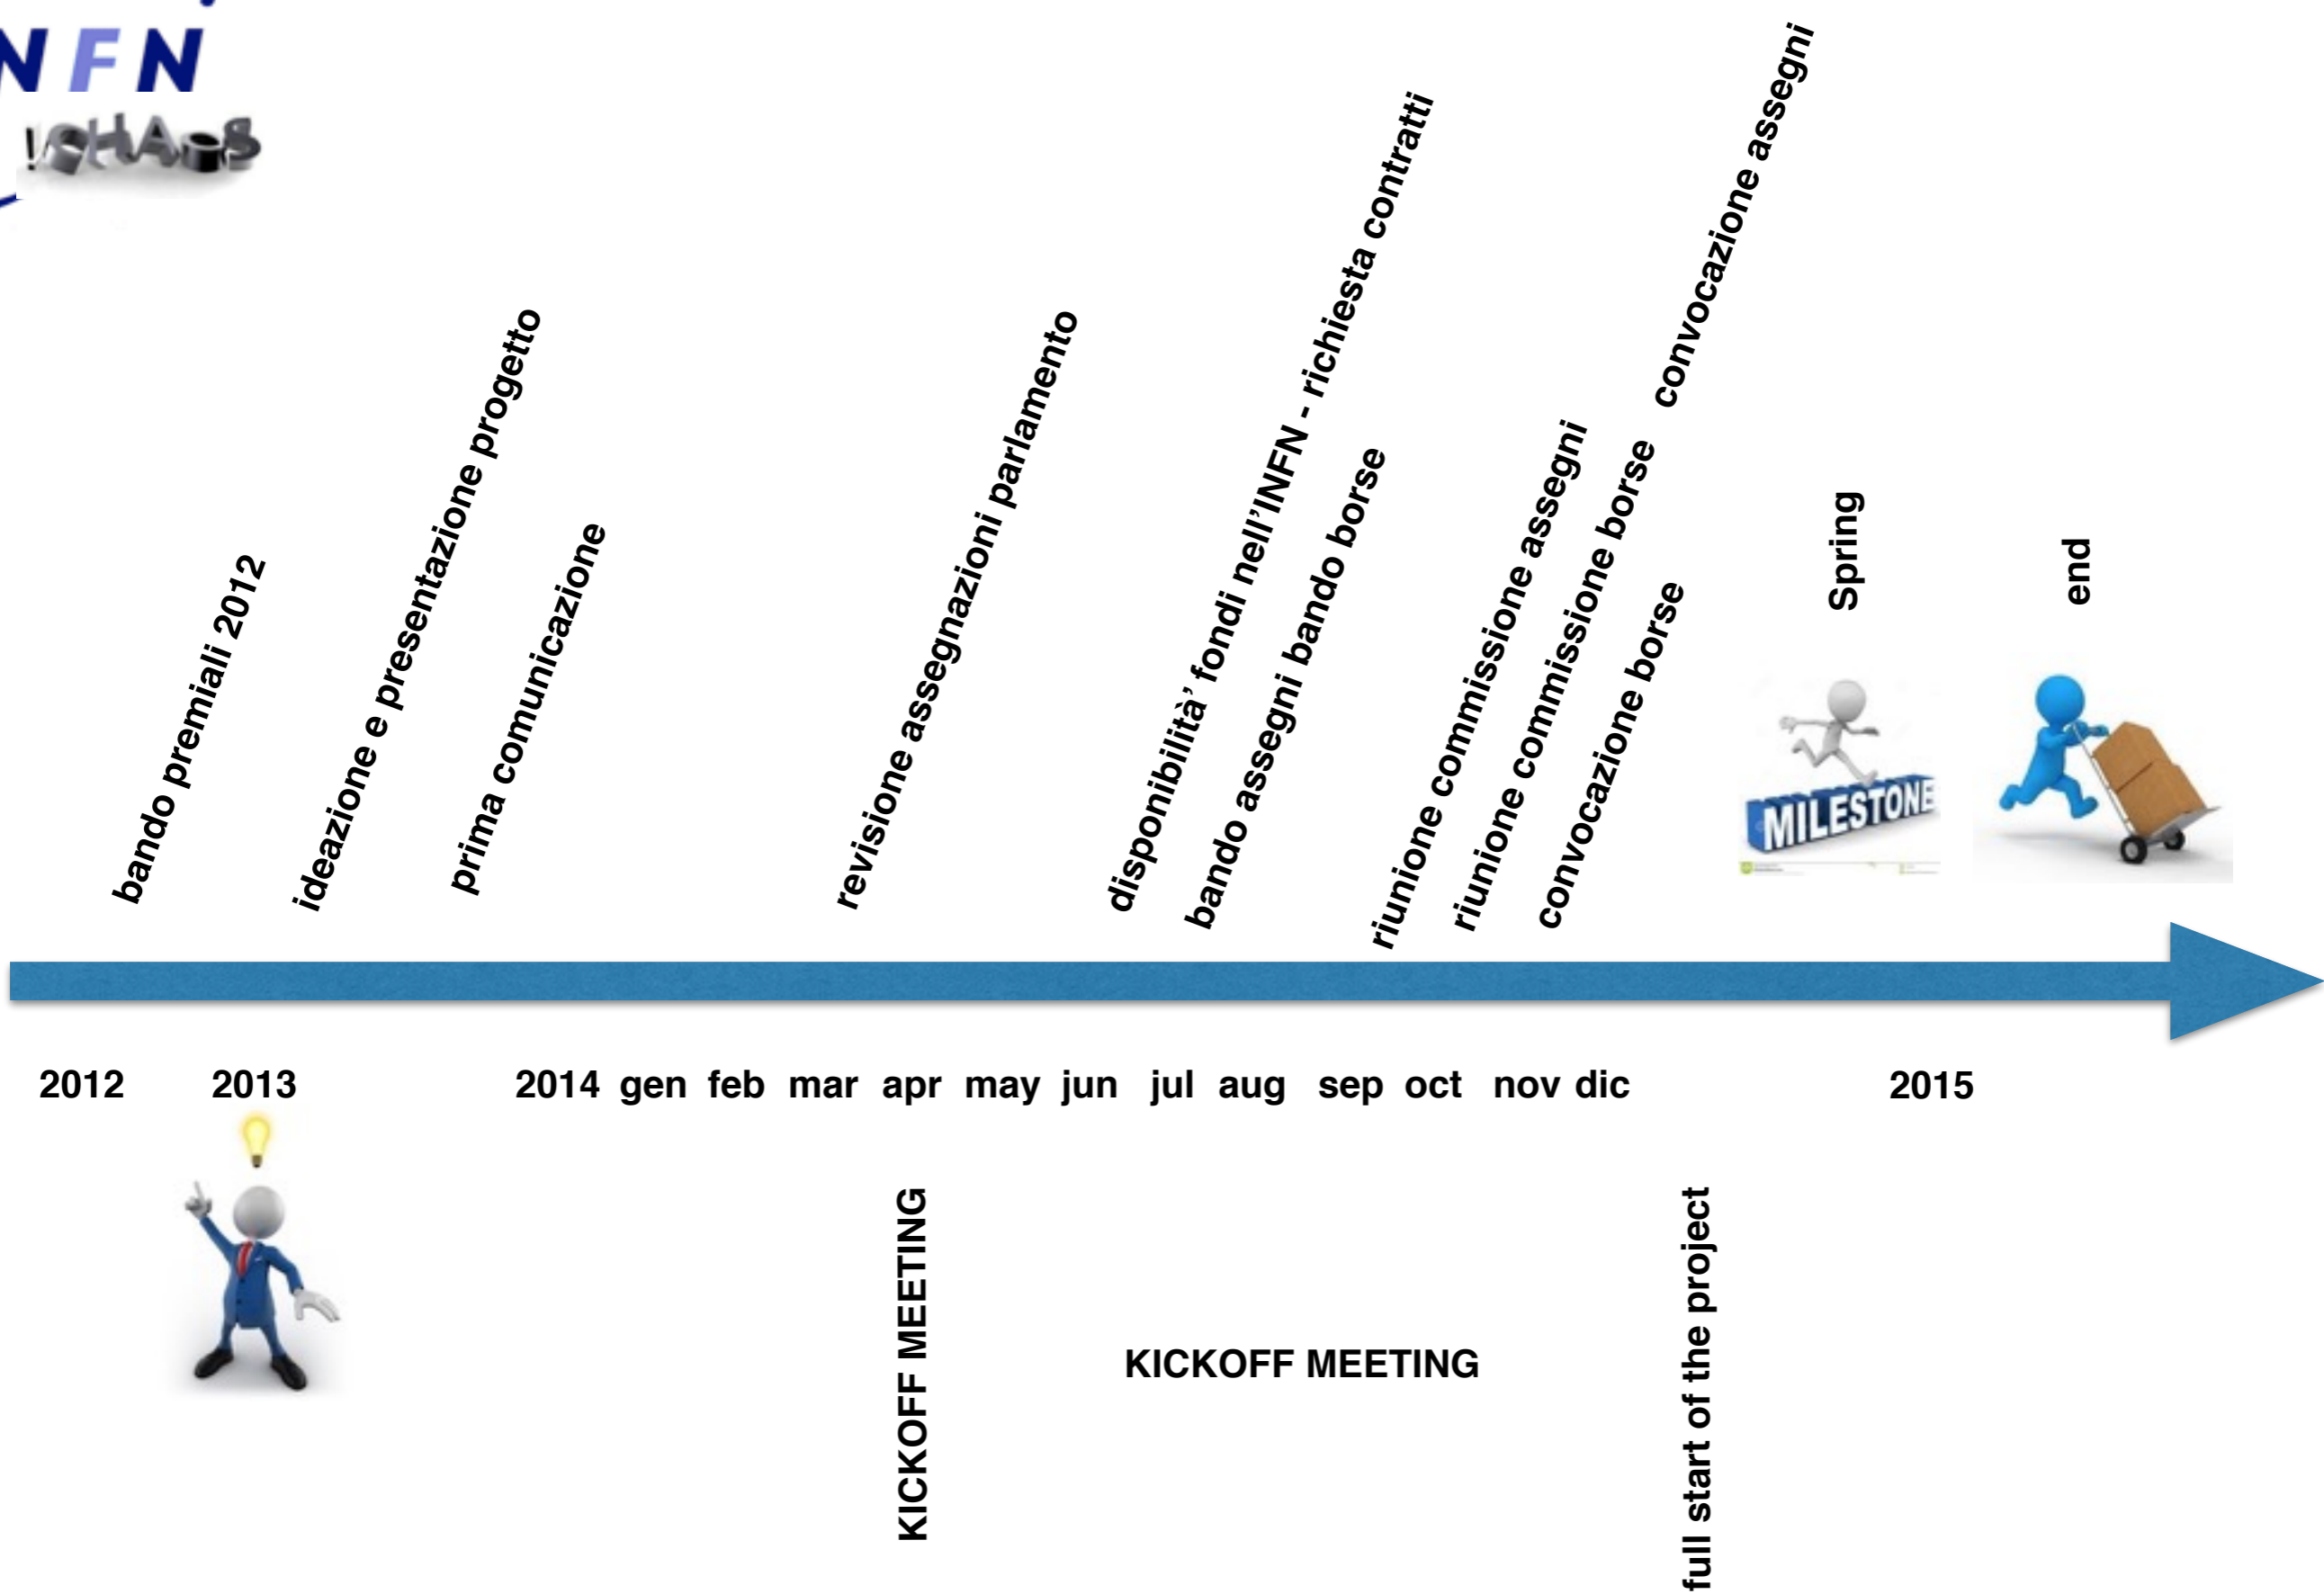 NFN
!CHAOS
bando premiali 2012
ideazione e presentazione progetto
prima comunicazione
revisione assegnazioni parlamento
disponibilità' fondi nell'INFN - richiesta contratti
bando assegni bando borse
riunione commissione assegni
riunione commissione borse
convocazione assegni
convocazione borse
Spring
end
MILESTONE
2012 2013 2014 gen feb mar apr may jun jul aug sep oct nov dic 2015
KICKOFF MEETING
KICKOFF MEETING
full start of the project